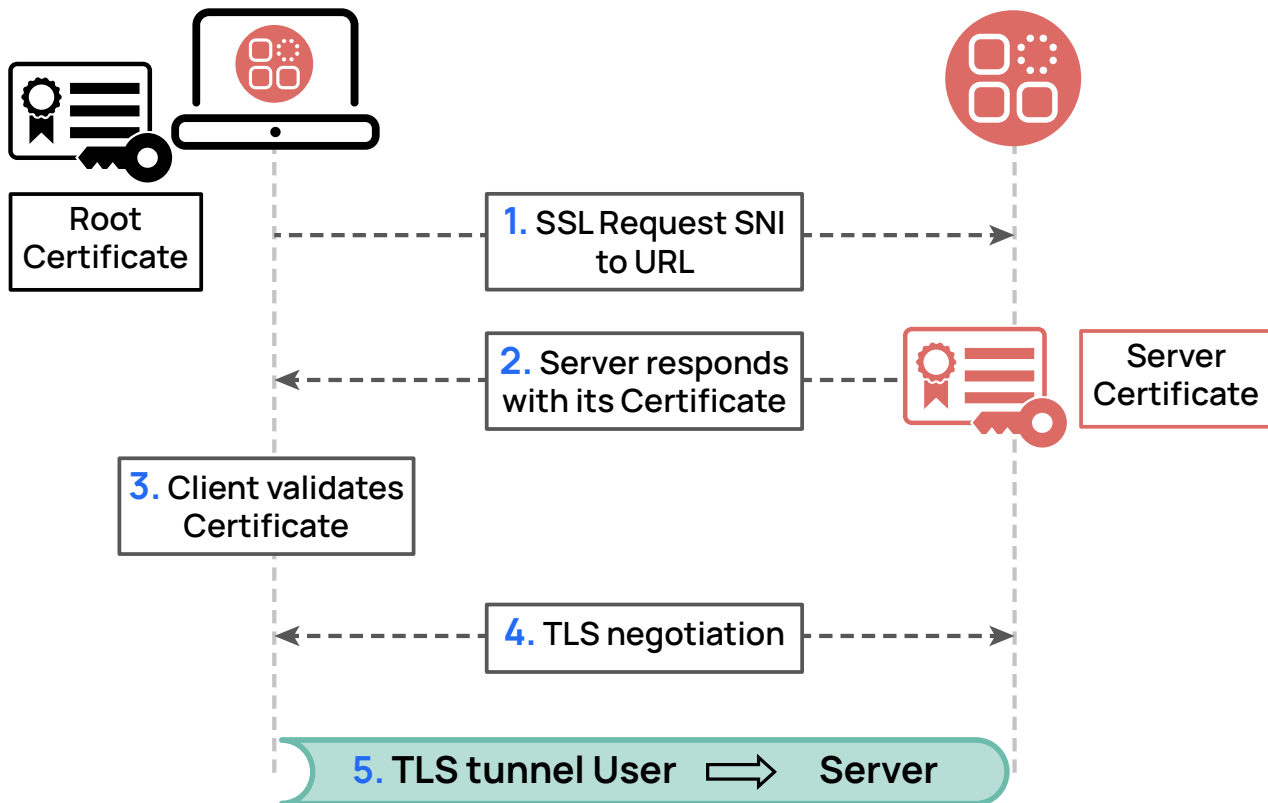 Root
Certificate
1. SSL Request SNI
to URL
2. Server responds
with its Certificate
Server
Certificate
3. Client validates
Certificate
4. TLS negotiation
5. TLS tunnel User Server